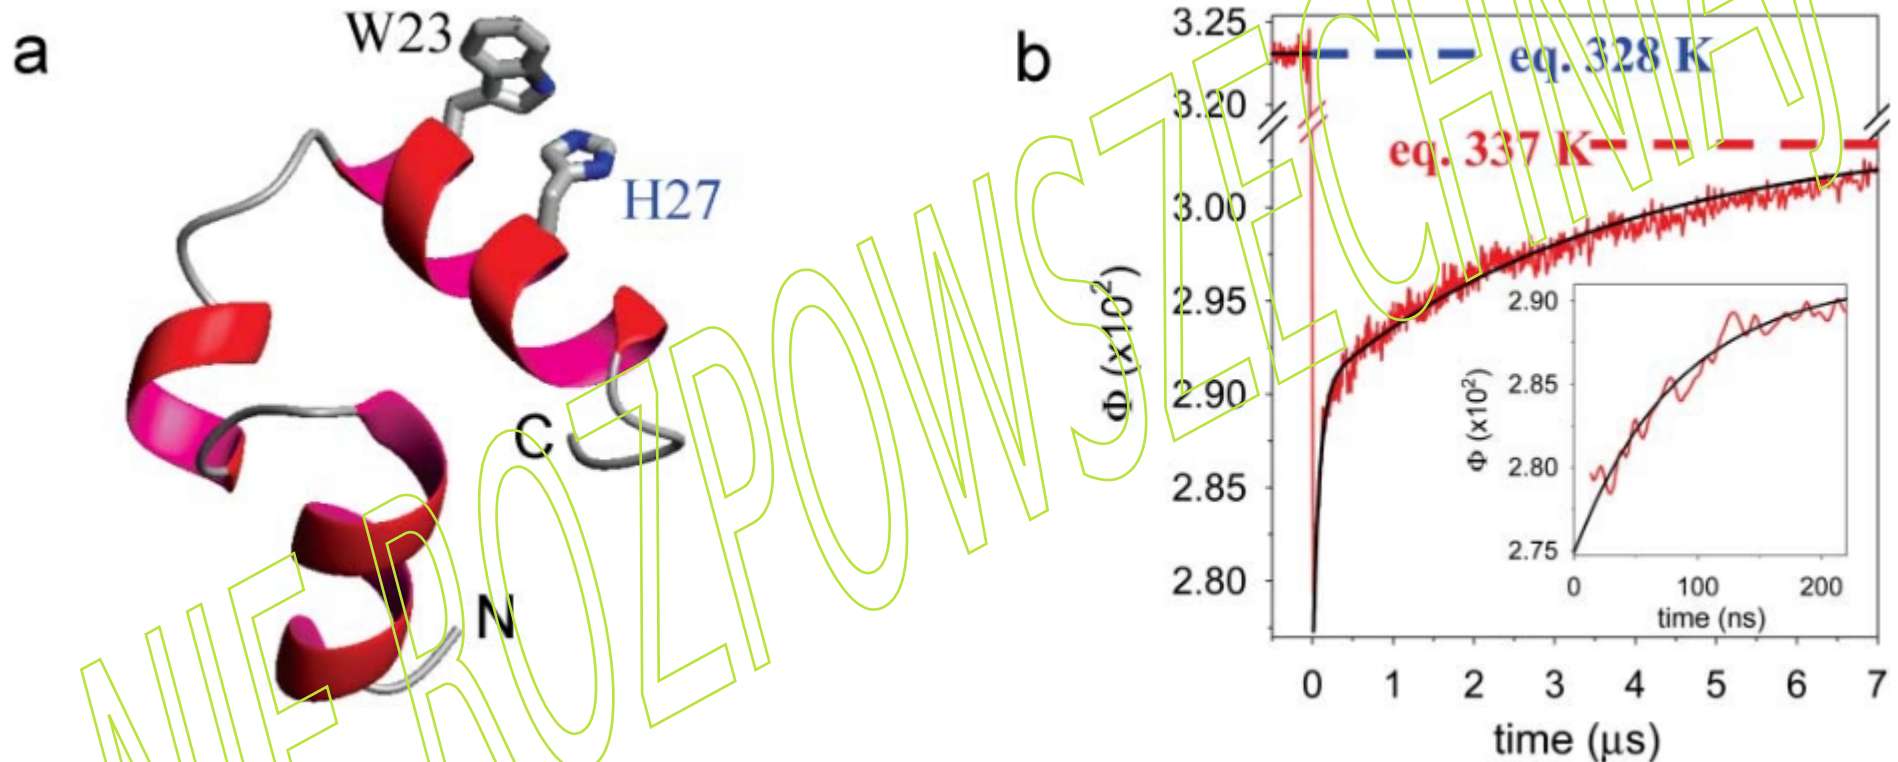 a
W23
H27
C
N
b
3.25
3.20
3.00
2.95
2.90
2.85
2.80
Φ (x10²)
eq. 328 K
eq. 337 K
0 1 2 3 4 5 6 7
time (μs)
2.90
2.85
2.80
2.75
Φ (x10²)
0 100 200
time (ns)
NIE ROZPOWSZECHNIAJ